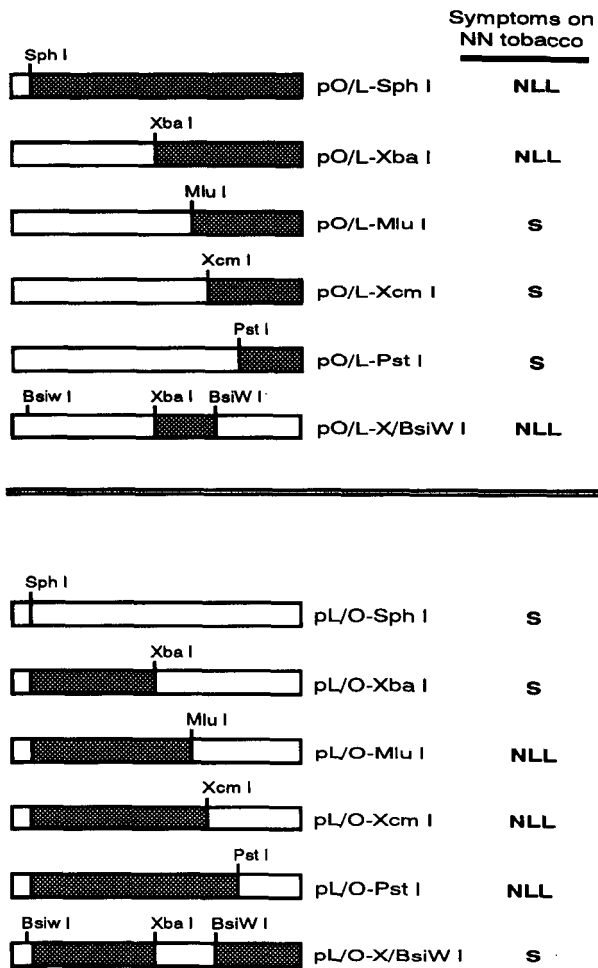 Symptoms on
NN tobacco
Sph I
pO/L-Sph I NLL
Xba I
pO/L-Xba I NLL
Mlu I
pO/L-Mlu I S
Xcm I
pO/L-Xcm I S
Pst I
pO/L-Pst I S
Bsiw I Xba I BsiW I
pO/L-X/BsiW I NLL
Sph I
pL/O-Sph I S
Xba I
pL/O-Xba I S
Mlu I
pL/O-Mlu I NLL
Xcm I
pL/O-Xcm I NLL
Pst I
pL/O-Pst I NLL
Bsiw I Xba I BsiW I
pL/O-X/BsiW I S